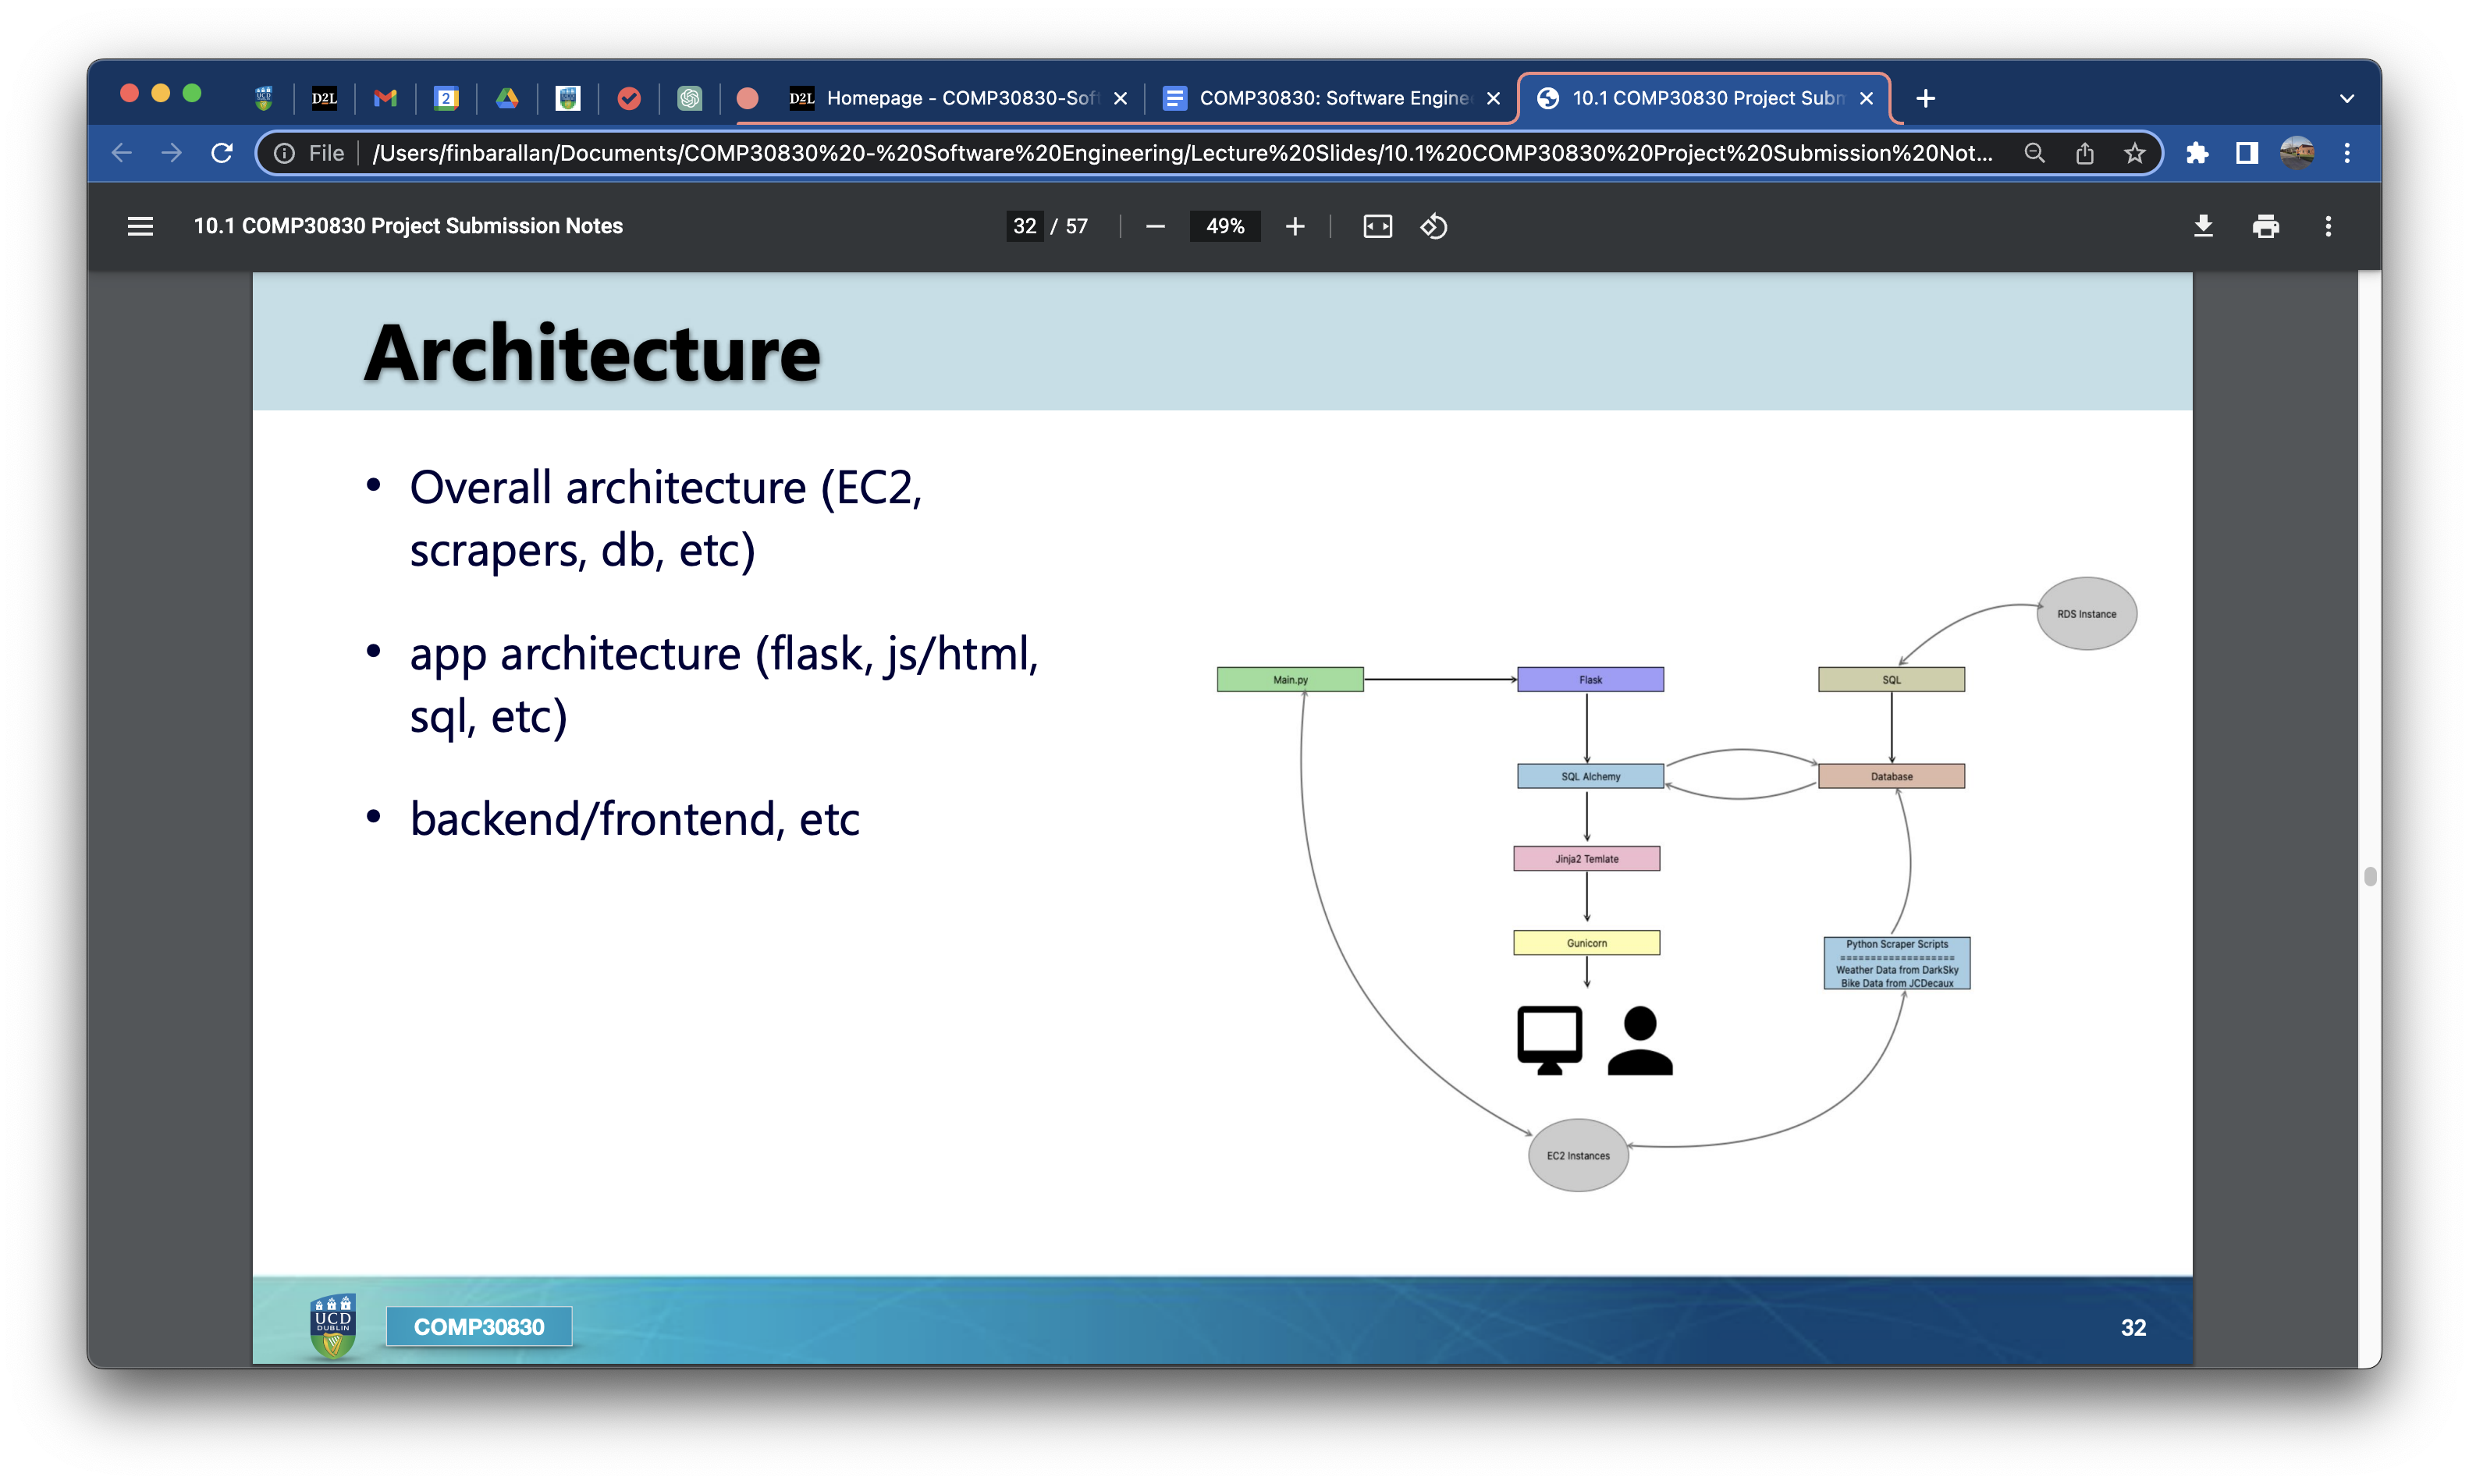 D2L
2
D2L
Homepage - COMP30830-Sof
COMP30830: Software Enginee
10.1 COMP30830 Project Subm
File
/Users/finbarallan/Documents/COMP30830%20-%20Software%20Engineering/Lecture%20Slides/10.1%20COMP30830%20Project%20Submission%20Not...
10.1 COMP30830 Project Submission Notes
32 / 57
49%
Architecture
• Overall architecture (EC2,
scrapers, db, etc)
• app architecture (flask, js/html,
sql, etc)
• backend/frontend, etc
RDS Instance
Main.py
Flask
SQL
SQL Alchemy
Database
Jinja2 Temlate
Gunicorn
Python Scraper Scripts
===================
Weather Data from DarkSky
Bike Data from JCDecaux
EC2 Instances
UCD
DUBLIN
COMP30830
32